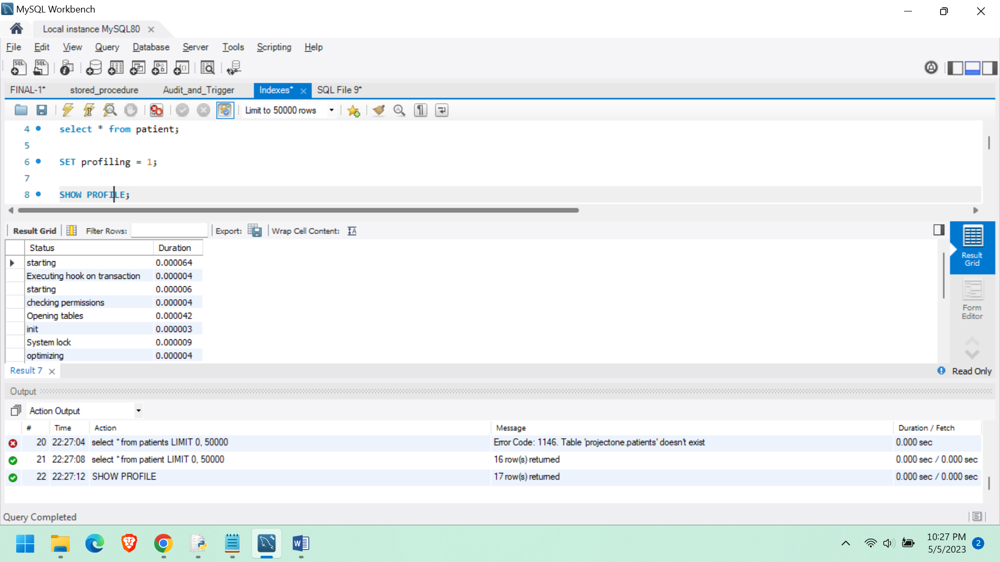 MySQL Workbench
Local instance MySQL80
File Edit View Query Database Server Tools Scripting Help
FINAL-1* stored_procedure Audit_and_Trigger Indexes* SQL File 9*
Limit to 50000 rows
4 select * from patient;
5
6 SET profiling = 1;
7
8 SHOW PROFILE;
Result Grid Filter Rows: Export: Wrap Cell Content:
Status Duration
starting 0.000064
Executing hook on transaction 0.000004
starting 0.000006
checking permissions 0.000004
Opening tables 0.000042
init 0.000003
System lock 0.000009
optimizing 0.000004
Result
Grid
Form
Editor
Result 7
Read Only
Output
Action Output
# Time Action Message Duration / Fetch
20 22:27:04 select * from patients LIMIT 0, 50000 Error Code: 1146. Table 'projectone.patients' doesn't exist 0.000 sec
21 22:27:08 select * from patient LIMIT 0, 50000 16 row(s) returned 0.000 sec / 0.000 sec
22 22:27:12 SHOW PROFILE 17 row(s) returned 0.000 sec / 0.000 sec
Query Completed
10:27 PM
5/5/2023
2